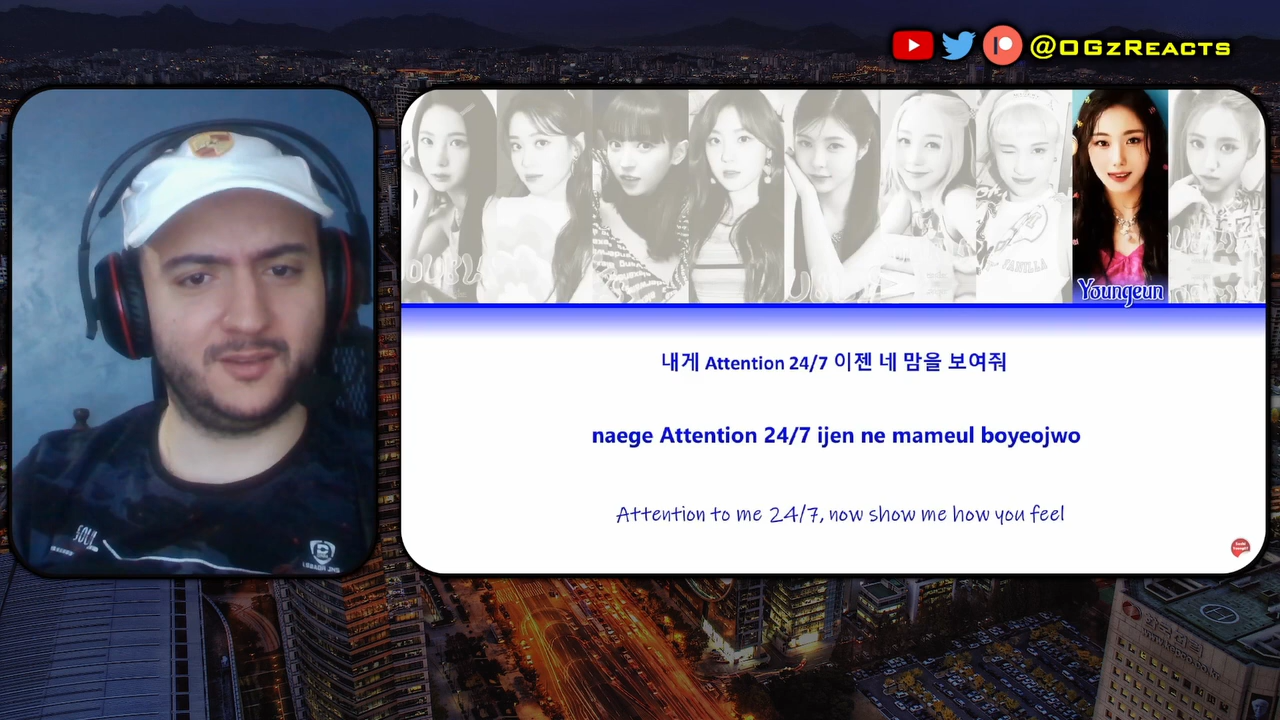 @OGzReacts
Youngeun
내게 Attention 24/7 이젠 네 맘을 보여줘
naege Attention 24/7 ijen ne mameul boyeojwo
Attention to me 24/7, now show me how you feel